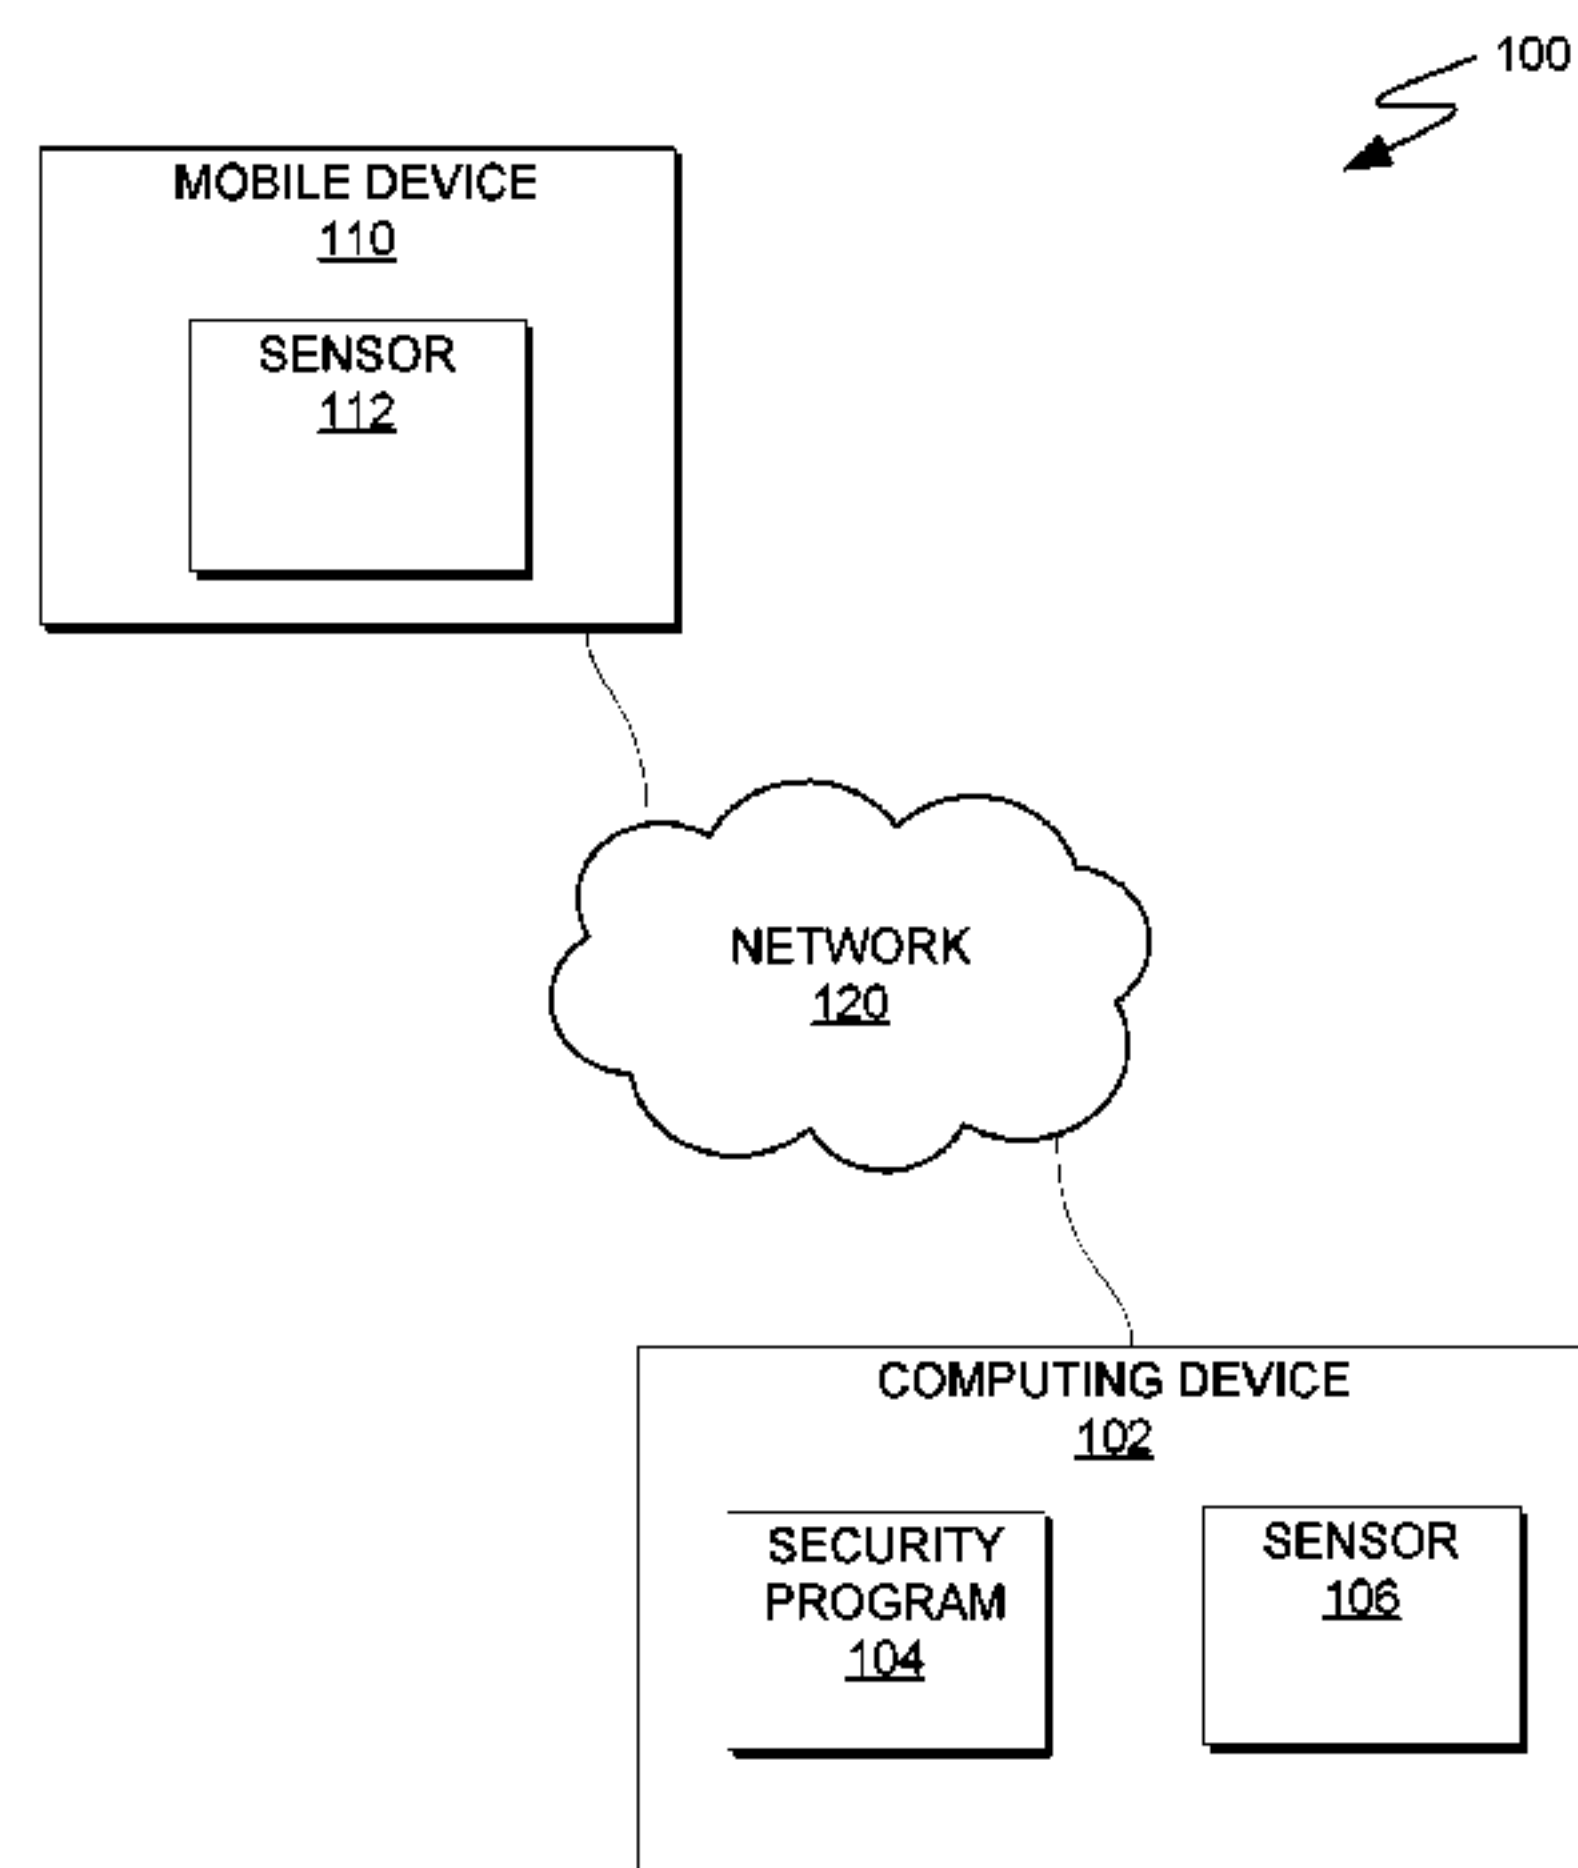 100
MOBILE DEVICE
110
SENSOR
112
NETWORK
120
COMPUTING DEVICE
102
SECURITY
PROGRAM
104
SENSOR
106